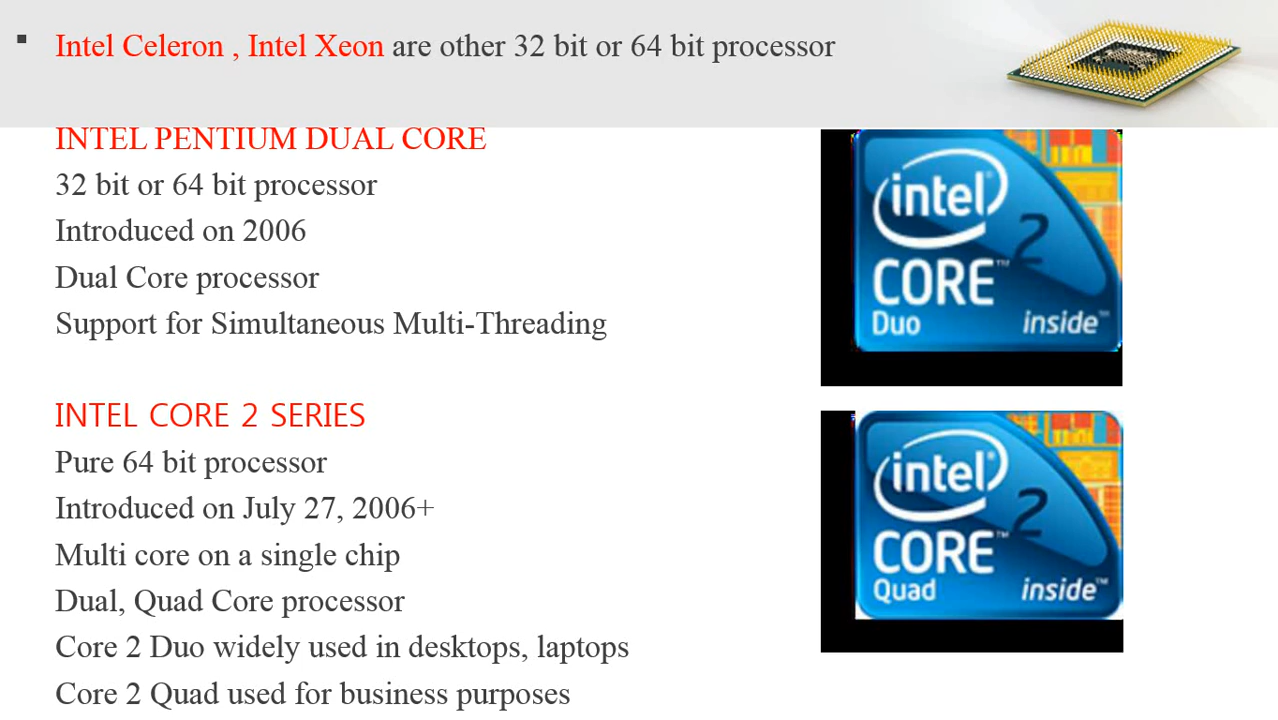 ▪ Intel Celeron , Intel Xeon are other 32 bit or 64 bit processor
INTEL PENTIUM DUAL CORE
32 bit or 64 bit processor
Introduced on 2006
Dual Core processor
Support for Simultaneous Multi-Threading
INTEL CORE 2 SERIES
Pure 64 bit processor
Introduced on July 27, 2006+
Multi core on a single chip
Dual, Quad Core processor
Core 2 Duo widely used in desktops, laptops
Core 2 Quad used for business purposes
intel®
2
CORE™
Duo inside™
intel®
2
CORE™
Quad inside™